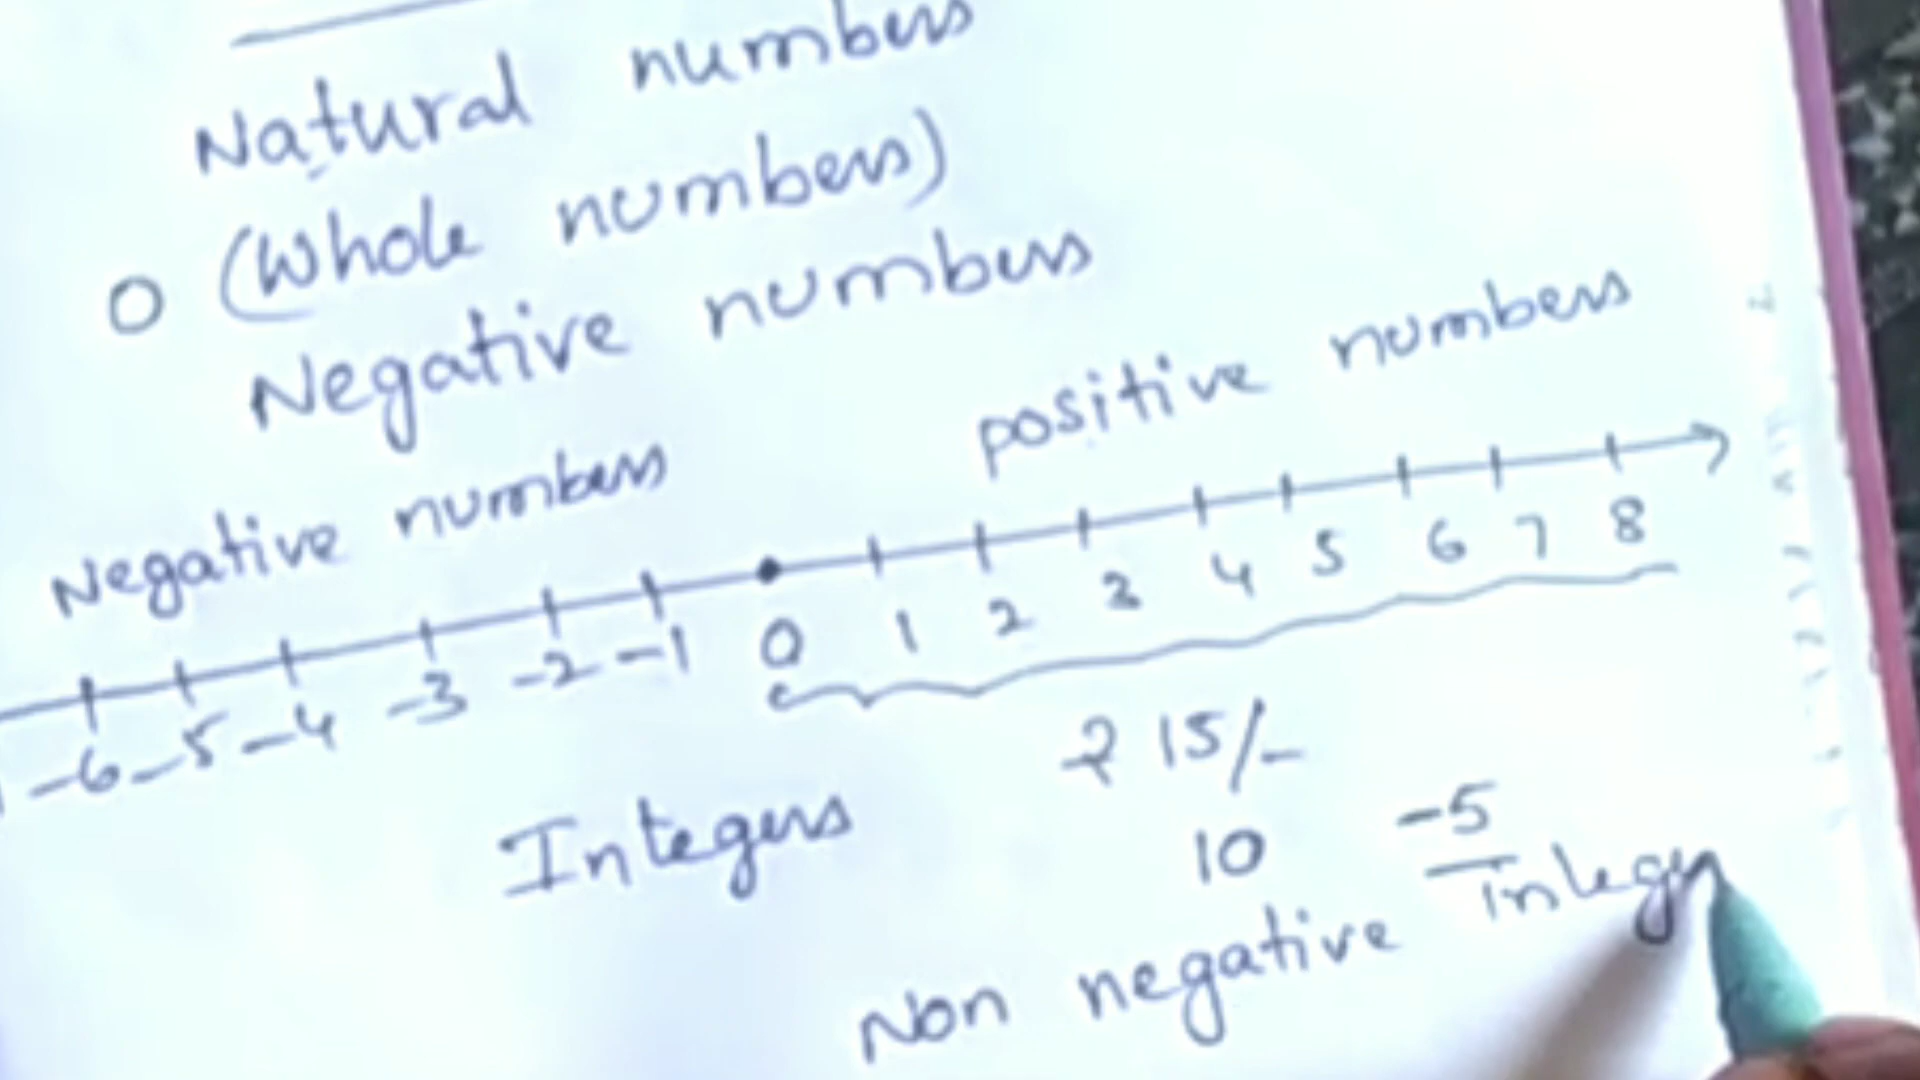 Natural numbers
0 (Whole numbers)
Negative numbers
positive numbers
Negative numbers
-6 -5 -4 -3 -2 -1 0 1 2 3 4 5 6 7 8
₹ 15/-
Integers
10 -5
Non negative integer